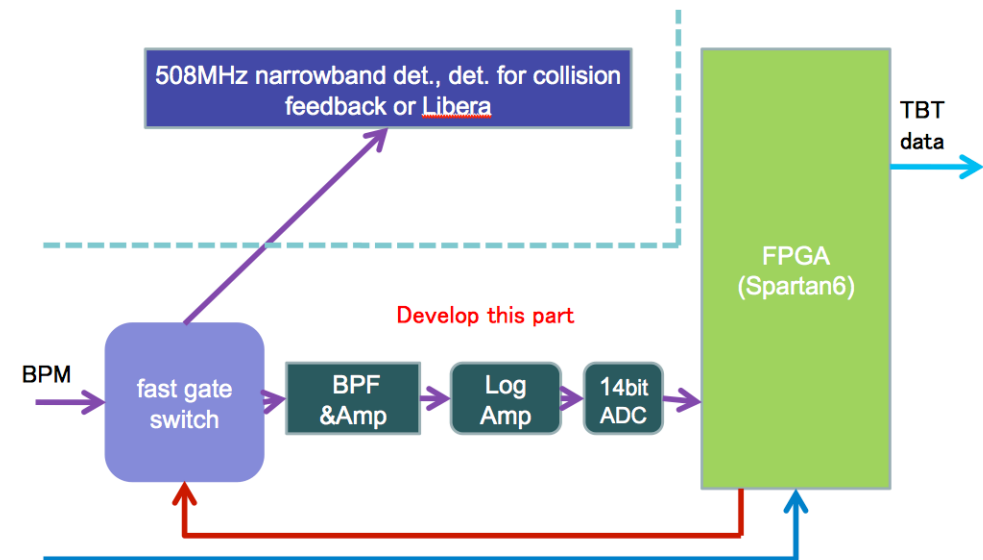 508MHz narrowband det., det. for collision
feedback or Libera
TBT
data
FPGA
(Spartan6)
Develop this part
BPM
fast gate
switch
BPF
&Amp
Log
Amp
14bit
ADC